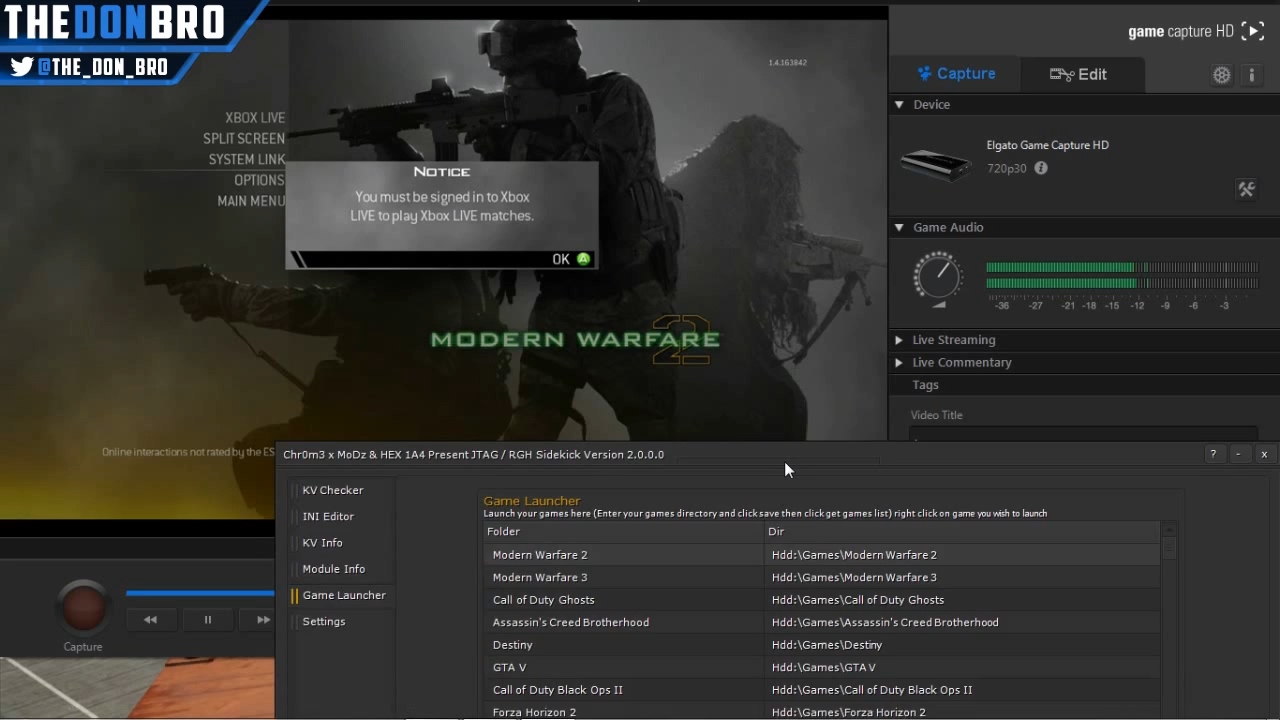 THEDONBRO
@THE_DON_BRO
1.4.163842
XBOX LIVE
SPLIT SCREEN
SYSTEM LINK
OPTIONS
MAIN MENU
NOTICE
You must be signed in to Xbox
LIVE to play Xbox LIVE matches.
OK A
MODERN WARFARE 2
Online interactions not rated by the ES
game capture HD
Capture
Edit
Device
Elgato Game Capture HD
720p30
Game Audio
-36 -27 -21 -18 -15 -12 -9 -6 -3
Live Streaming
Live Commentary
Tags
Video Title
Chr0m3 x MoDz & HEX 1A4 Present JTAG / RGH Sidekick Version 2.0.0.0
? - x
KV Checker
INI Editor
KV Info
Module Info
Game Launcher
Settings
Game Launcher
Launch your games here (Enter your games directory and click save then click get games list) right click on game you wish to launch
Folder Dir
Modern Warfare 2 Hdd:\Games\Modern Warfare 2
Modern Warfare 3 Hdd:\Games\Modern Warfare 3
Call of Duty Ghosts Hdd:\Games\Call of Duty Ghosts
Assassin's Creed Brotherhood Hdd:\Games\Assassin's Creed Brotherhood
Destiny Hdd:\Games\Destiny
GTA V Hdd:\Games\GTA V
Call of Duty Black Ops II Hdd:\Games\Call of Duty Black Ops II
Forza Horizon 2 Hdd:\Games\Forza Horizon 2
Capture